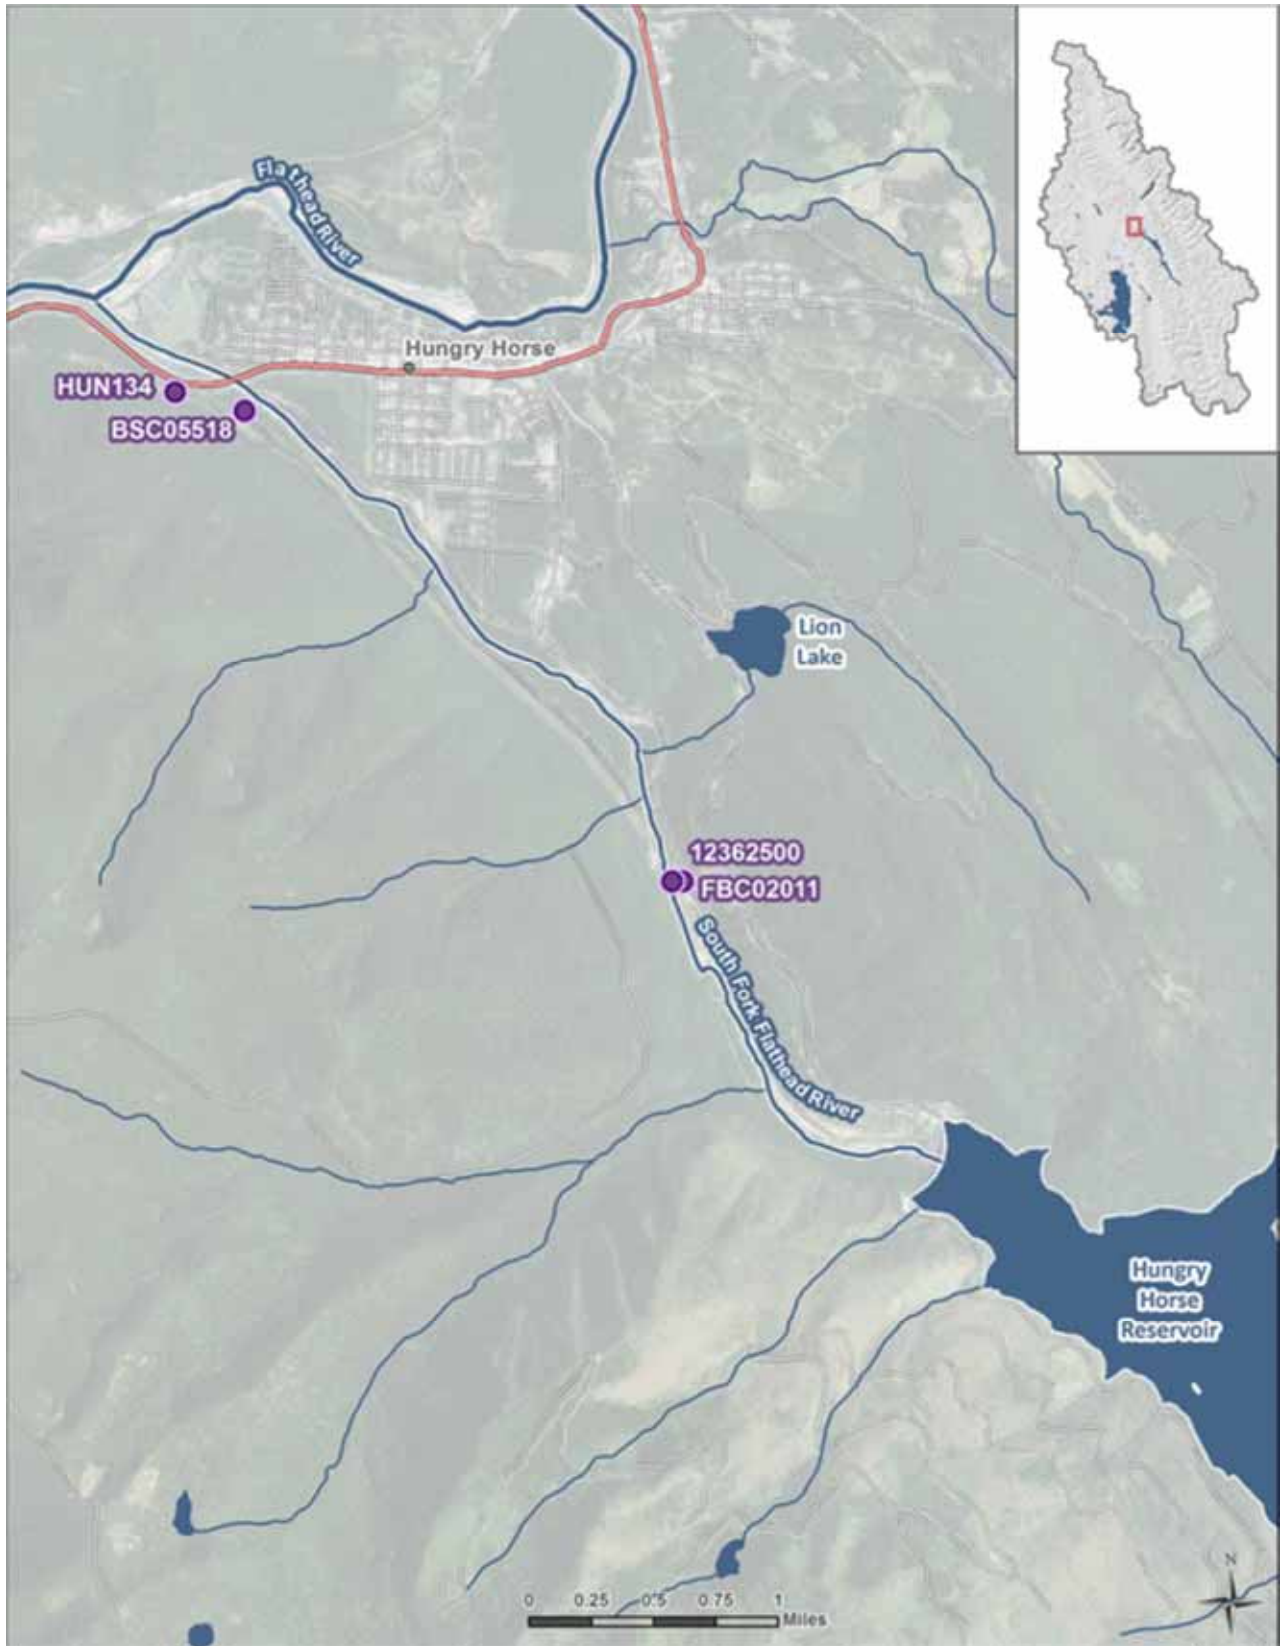 Flathead River
Hungry Horse
HUN134
BSC05518
Lion
Lake
12362500
FBC02011
South Fork Flathead River
Hungry
Horse
Reservoir
N
0 0.25 0.5 0.75 1
Miles